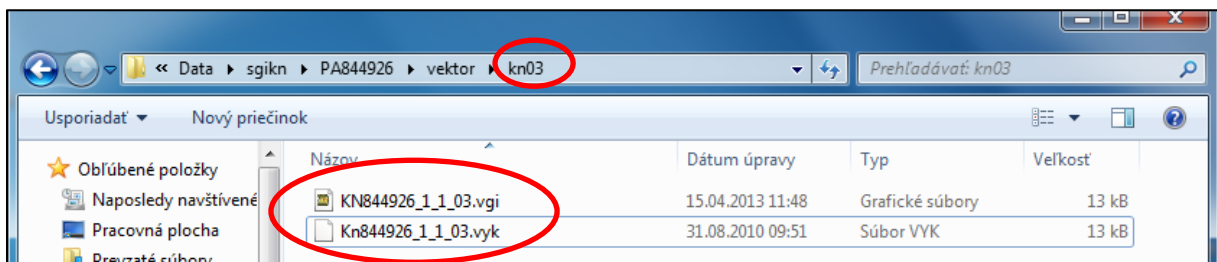 « Data ▸ sgikn ▸ PA844926 ▸ vektor ▸ kn03 Prehľadávať: kn03
Usporiadať Nový priečinok
Obľúbené položky Názov Dátum úpravy Typ Veľkosť
Naposledy navštívené KN844926_1_1_03.vgi 15.04.2013 11:48 Grafické súbory 13 kB
Pracovná plocha Kn844926_1_1_03.vyk 31.08.2010 09:51 Súbor VYK 13 kB
Prevzaté súbory